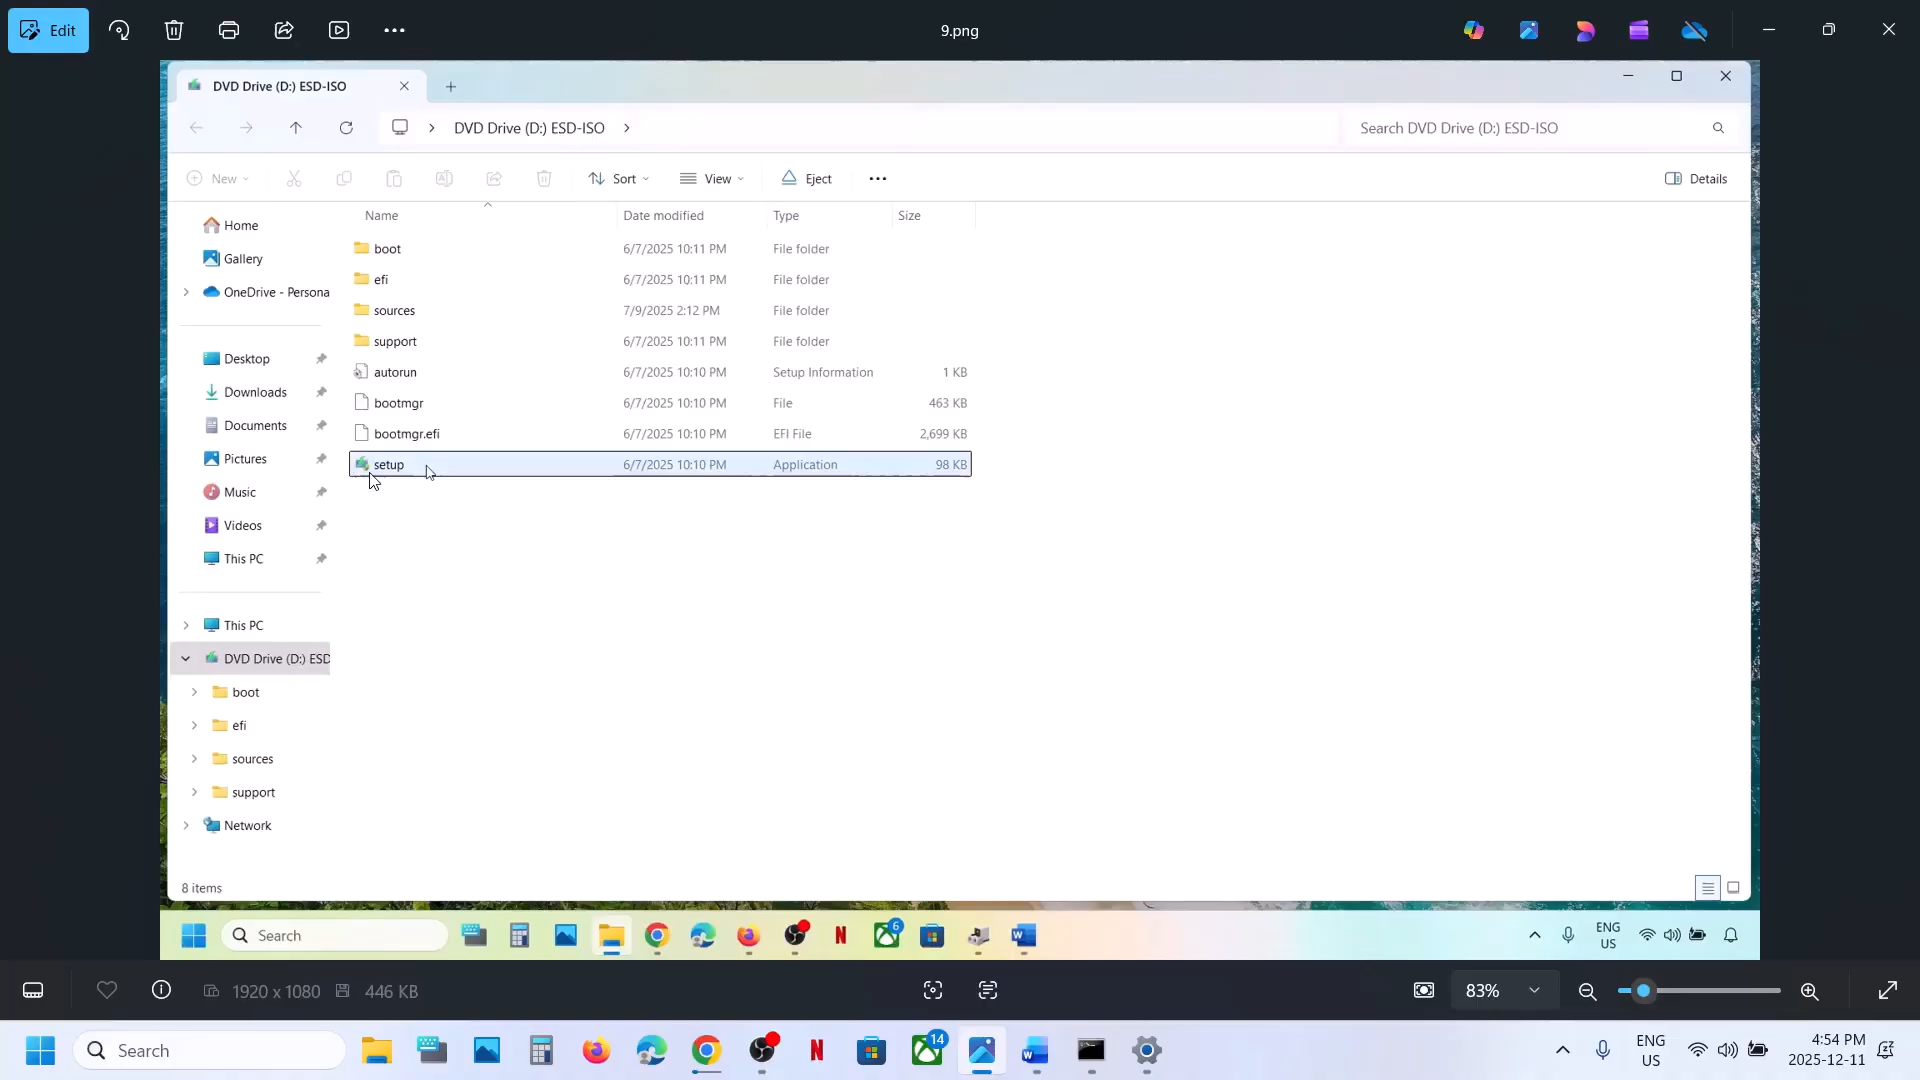 Edit
9.png
DVD Drive (D:) ESD-ISO
DVD Drive (D:) ESD-ISO
Search DVD Drive (D:) ESD-ISO
New
Sort
View
Eject
Details
Name Date modified Type Size
boot 6/7/2025 10:11 PM File folder
efi 6/7/2025 10:11 PM File folder
sources 7/9/2025 2:12 PM File folder
support 6/7/2025 10:11 PM File folder
autorun 6/7/2025 10:10 PM Setup Information 1 KB
bootmgr 6/7/2025 10:10 PM File 463 KB
bootmgr.efi 6/7/2025 10:10 PM EFI File 2,699 KB
setup 6/7/2025 10:10 PM Application 98 KB
Home
Gallery
OneDrive - Persona
Desktop
Downloads
Documents
Pictures
Music
Videos
This PC
This PC
DVD Drive (D:) ESD
boot
efi
sources
support
Network
8 items
Search
N
6
W
ENG
US
1920 x 1080
446 KB
83%
Search
N
14
W
ENG
US
4:54 PM
2025-12-11